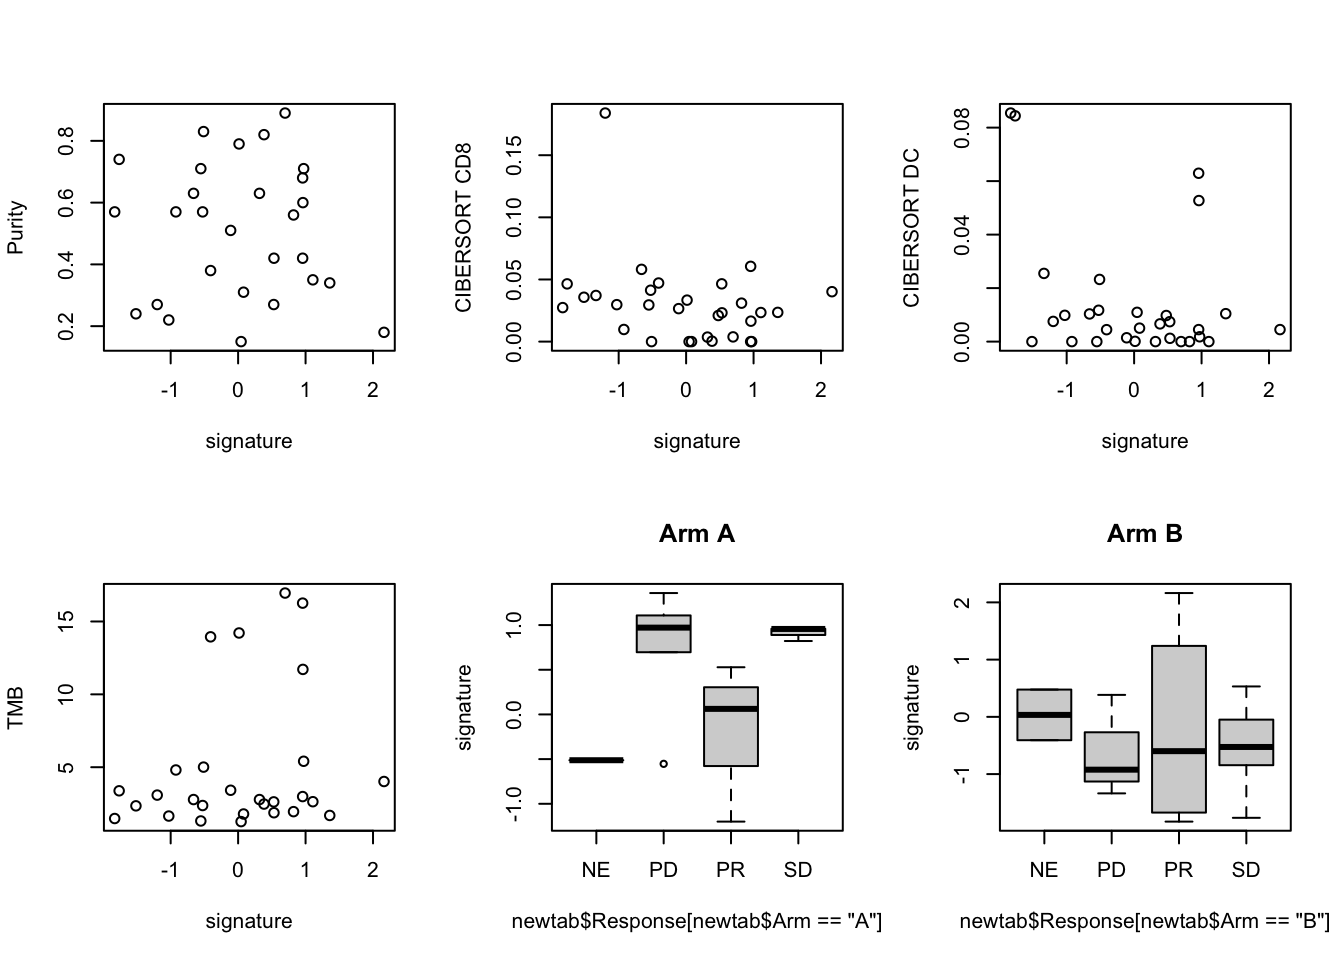 Purity
0.2 0.4 0.6 0.8
-1 0 1 2
signature
CIBERSORT CD8
0.00 0.05 0.10 0.15
-1 0 1 2
signature
CIBERSORT DC
0.00 0.04 0.08
-1 0 1 2
signature
TMB
5 10 15
-1 0 1 2
signature
Arm A
signature
-1.0 0.0 1.0
NE PD PR SD
newtab$Response[newtab$Arm == "A"]
Arm B
signature
-1 0 1 2
NE PD PR SD
newtab$Response[newtab$Arm == "B"]